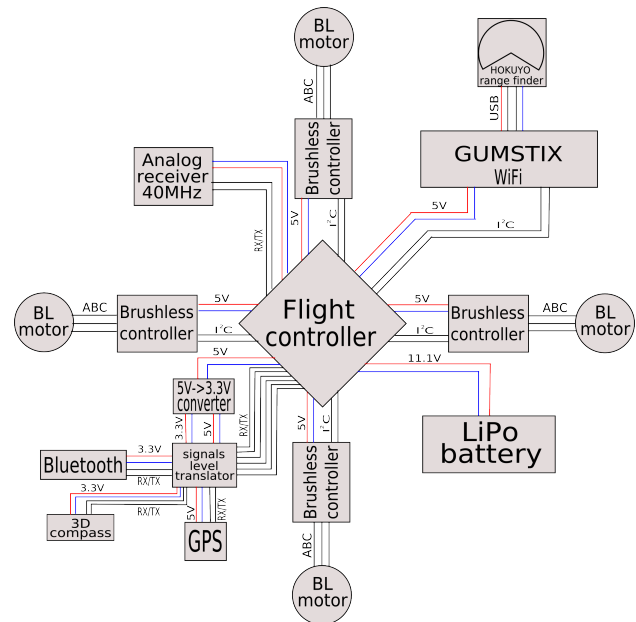 BL
motor
HOKUYO
range finder
ABC
USB
Brushless
controller
GUMSTIX
WiFi
Analog
receiver
40MHz
5V
I²C
5V
I²C
RX/TX
Flight
controller
BL
motor
ABC
Brushless
controller
5V
I²C
5V
I²C
Brushless
controller
ABC
BL
motor
5V
11.1V
5V->3.3V
converter
RX/TX
5V
I²C
LiPo
battery
3.3V
5V
signals
level
translator
Bluetooth
3.3V
RX/TX
Brushless
controller
3.3V
RX/TX
5V
RX/TX
3D
compass
GPS
ABC
BL
motor